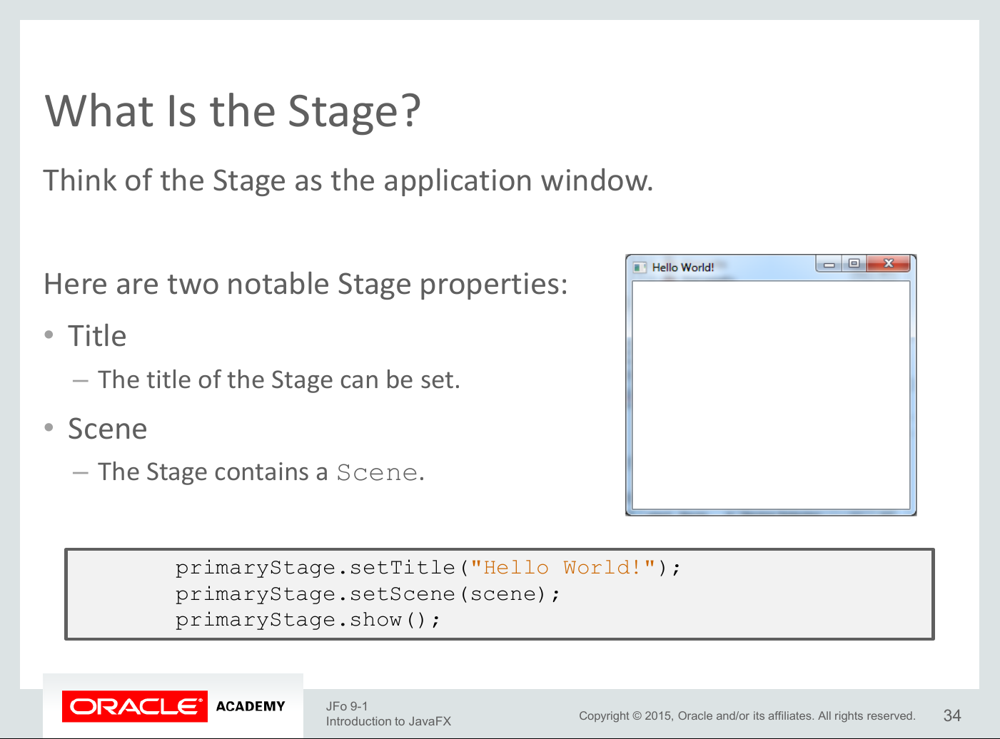 What Is the Stage?
Think of the Stage as the application window.
Here are two notable Stage properties:
• Title
– The title of the Stage can be set.
• Scene
– The Stage contains a Scene.
Hello World!
primaryStage.setTitle("Hello World!");
primaryStage.setScene(scene);
primaryStage.show();
ORACLE® ACADEMY
JFo 9-1
Introduction to JavaFX
Copyright © 2015, Oracle and/or its affiliates. All rights reserved.
34